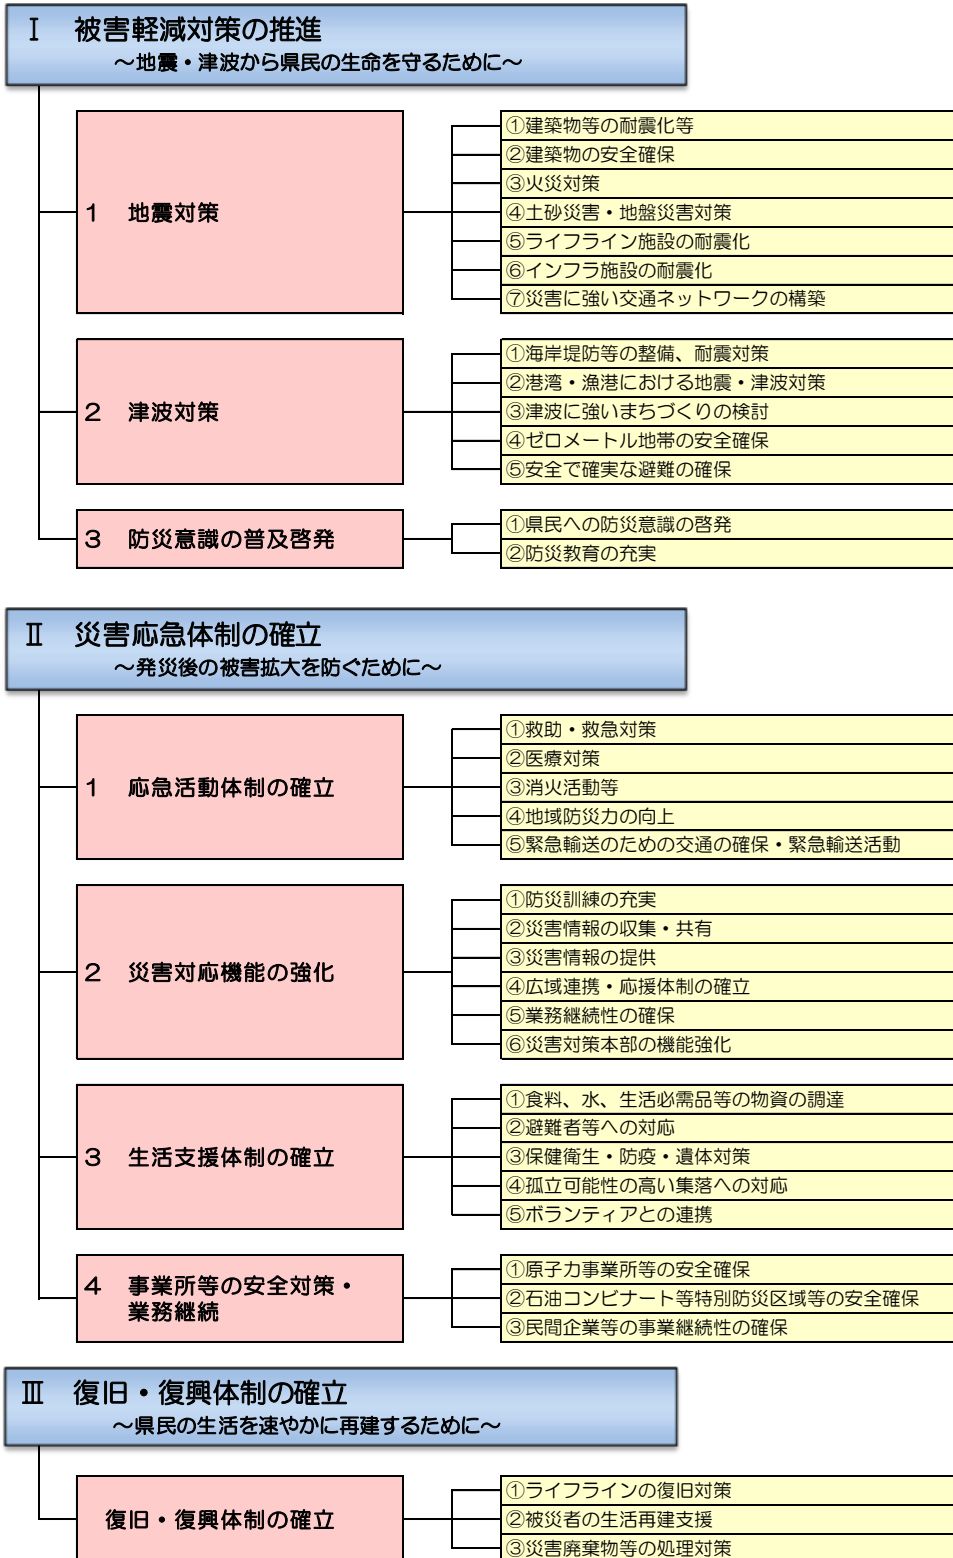 Ⅰ　被害軽減対策の推進
～地震・津波から県民の生命を守るために～
1　地震対策
①建築物等の耐震化等
②建築物の安全確保
③火災対策
④土砂災害・地盤災害対策
⑤ライフライン施設の耐震化
⑥インフラ施設の耐震化
⑦災害に強い交通ネットワークの構築
2　津波対策
①海岸堤防等の整備、耐震対策
②港湾・漁港における地震・津波対策
③津波に強いまちづくりの検討
④ゼロメートル地帯の安全確保
⑤安全で確実な避難の確保
3　防災意識の普及啓発
①県民への防災意識の啓発
②防災教育の充実
Ⅱ　災害応急体制の確立
～発災後の被害拡大を防ぐために～
1　応急活動体制の確立
①救助・救急対策
②医療対策
③消火活動等
④地域防災力の向上
⑤緊急輸送のための交通の確保・緊急輸送活動
2　災害対応機能の強化
①防災訓練の充実
②災害情報の収集・共有
③災害情報の提供
④広域連携・応援体制の確立
⑤業務継続性の確保
⑥災害対策本部の機能強化
3　生活支援体制の確立
①食料、水、生活必需品等の物資の調達
②避難者等への対応
③保健衛生・防疫・遺体対策
④孤立可能性の高い集落への対応
⑤ボランティアとの連携
4　事業所等の安全対策・
業務継続
①原子力事業所等の安全確保
②石油コンビナート等特別防災区域等の安全確保
③民間企業等の事業継続性の確保
Ⅲ　復旧・復興体制の確立
～県民の生活を速やかに再建するために～
復旧・復興体制の確立
①ライフラインの復旧対策
②被災者の生活再建支援
③災害廃棄物等の処理対策